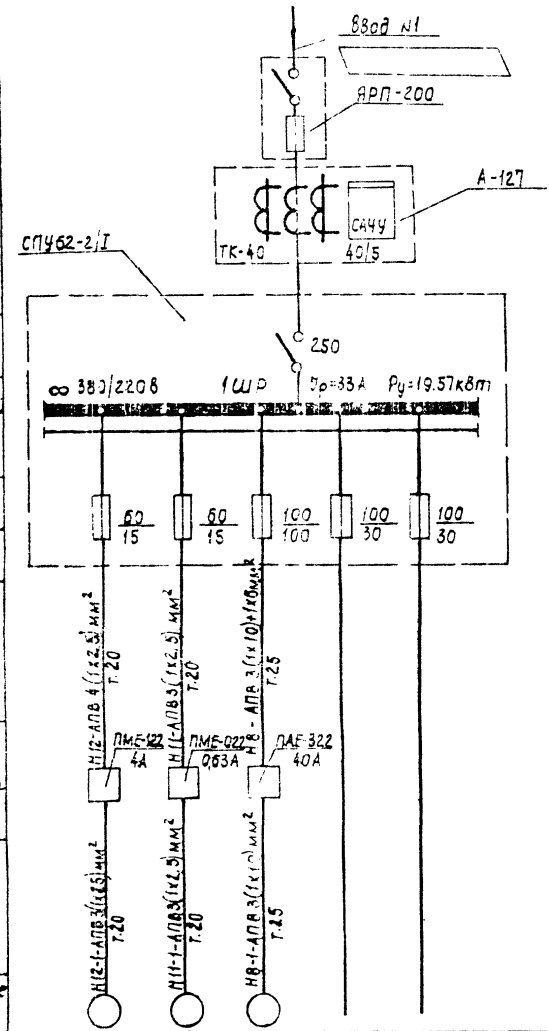 Ввод N1
ЯРП-200
А-127
САЧУ
ТК-40
40/5
СПУ62-2/I
250
∞ 380/220В 1ШР Iр=33А Ру=19.57кВт
60
15
60
15
100
100
100
30
100
30
Н12-АПВ 4(1х2,5)мм²
Т.20
Н11-АПВ3(1х2,5)мм²
Т.20
Н8-АПВ 3(1х10)+1х6мм²
Т.25
ПМЕ-122
4А
ПМЕ-022
0,63А
ПАЕ-322
40А
Н12-1-АПВ3(1х2,5)мм²
Т.20
Н11-1-АПВ3(1х2,5)мм²
Т.20
Н8-1-АПВ3(1х10)мм²
Т.25